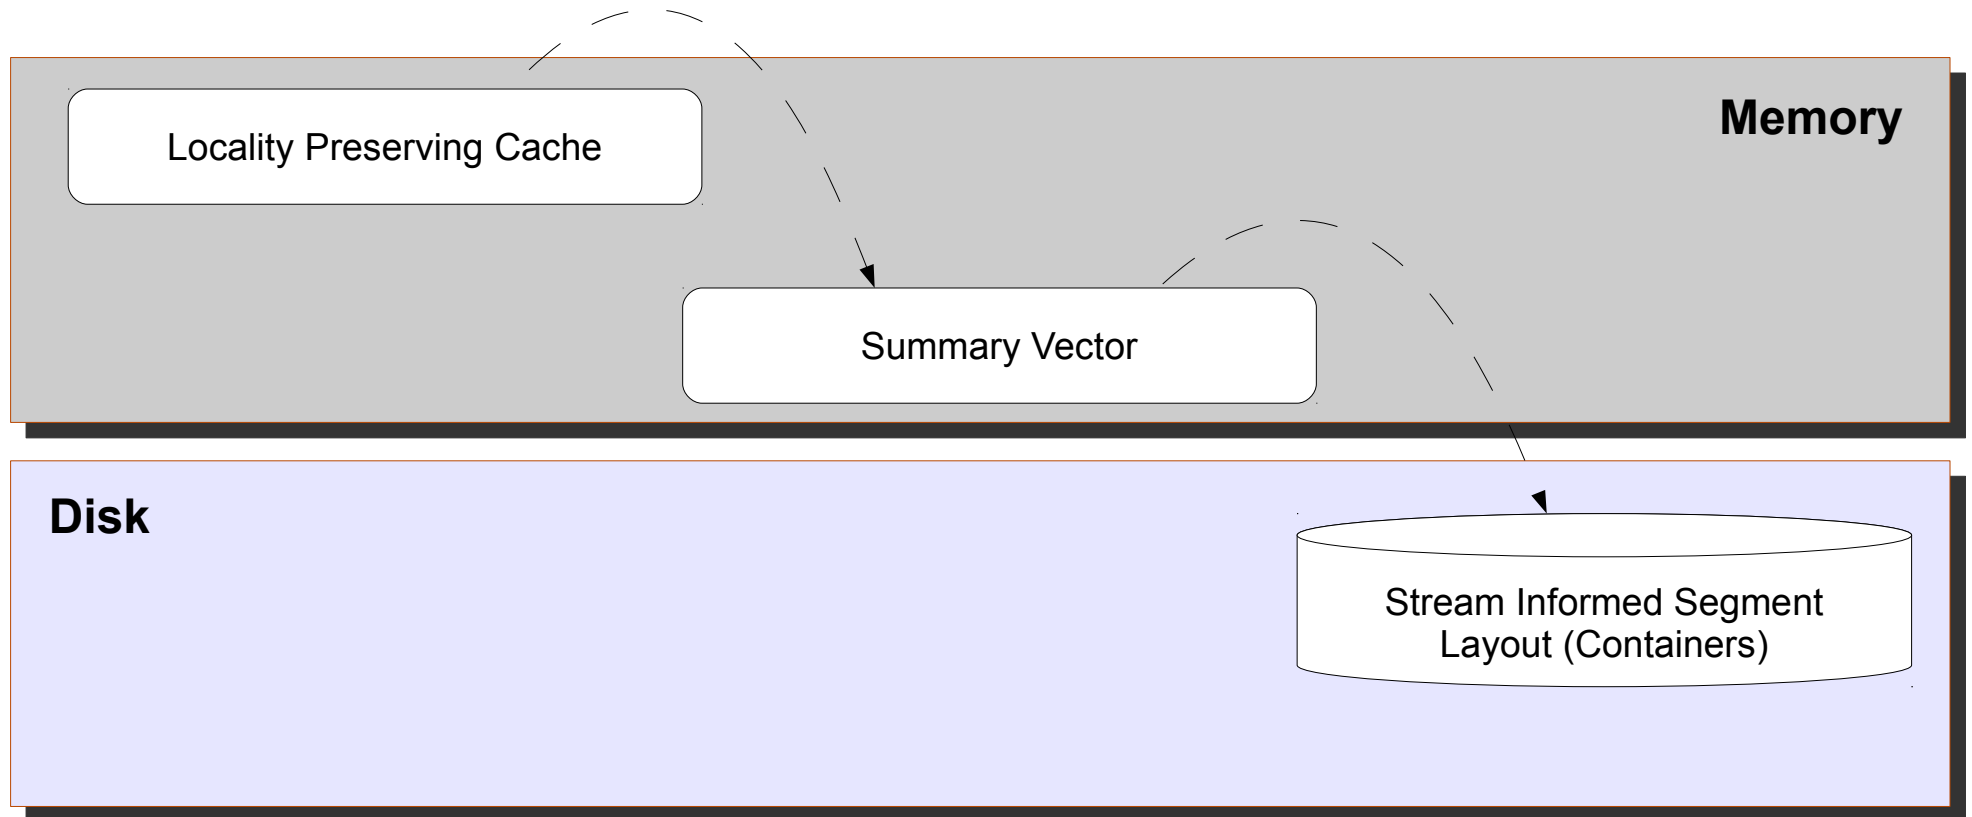 Memory
Locality Preserving Cache
Summary Vector
Disk
Stream Informed Segment
Layout (Containers)